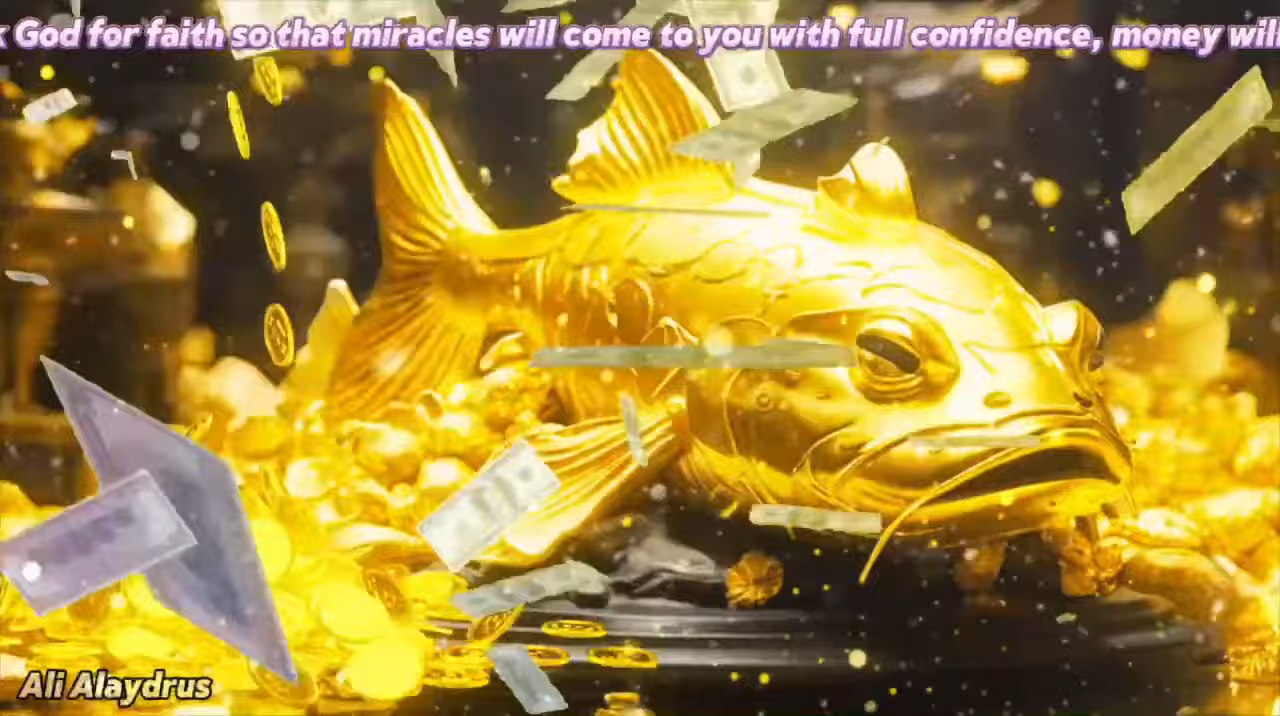 God for faith so that miracles will come to you with full confidence, money will
Ali Alaydrus